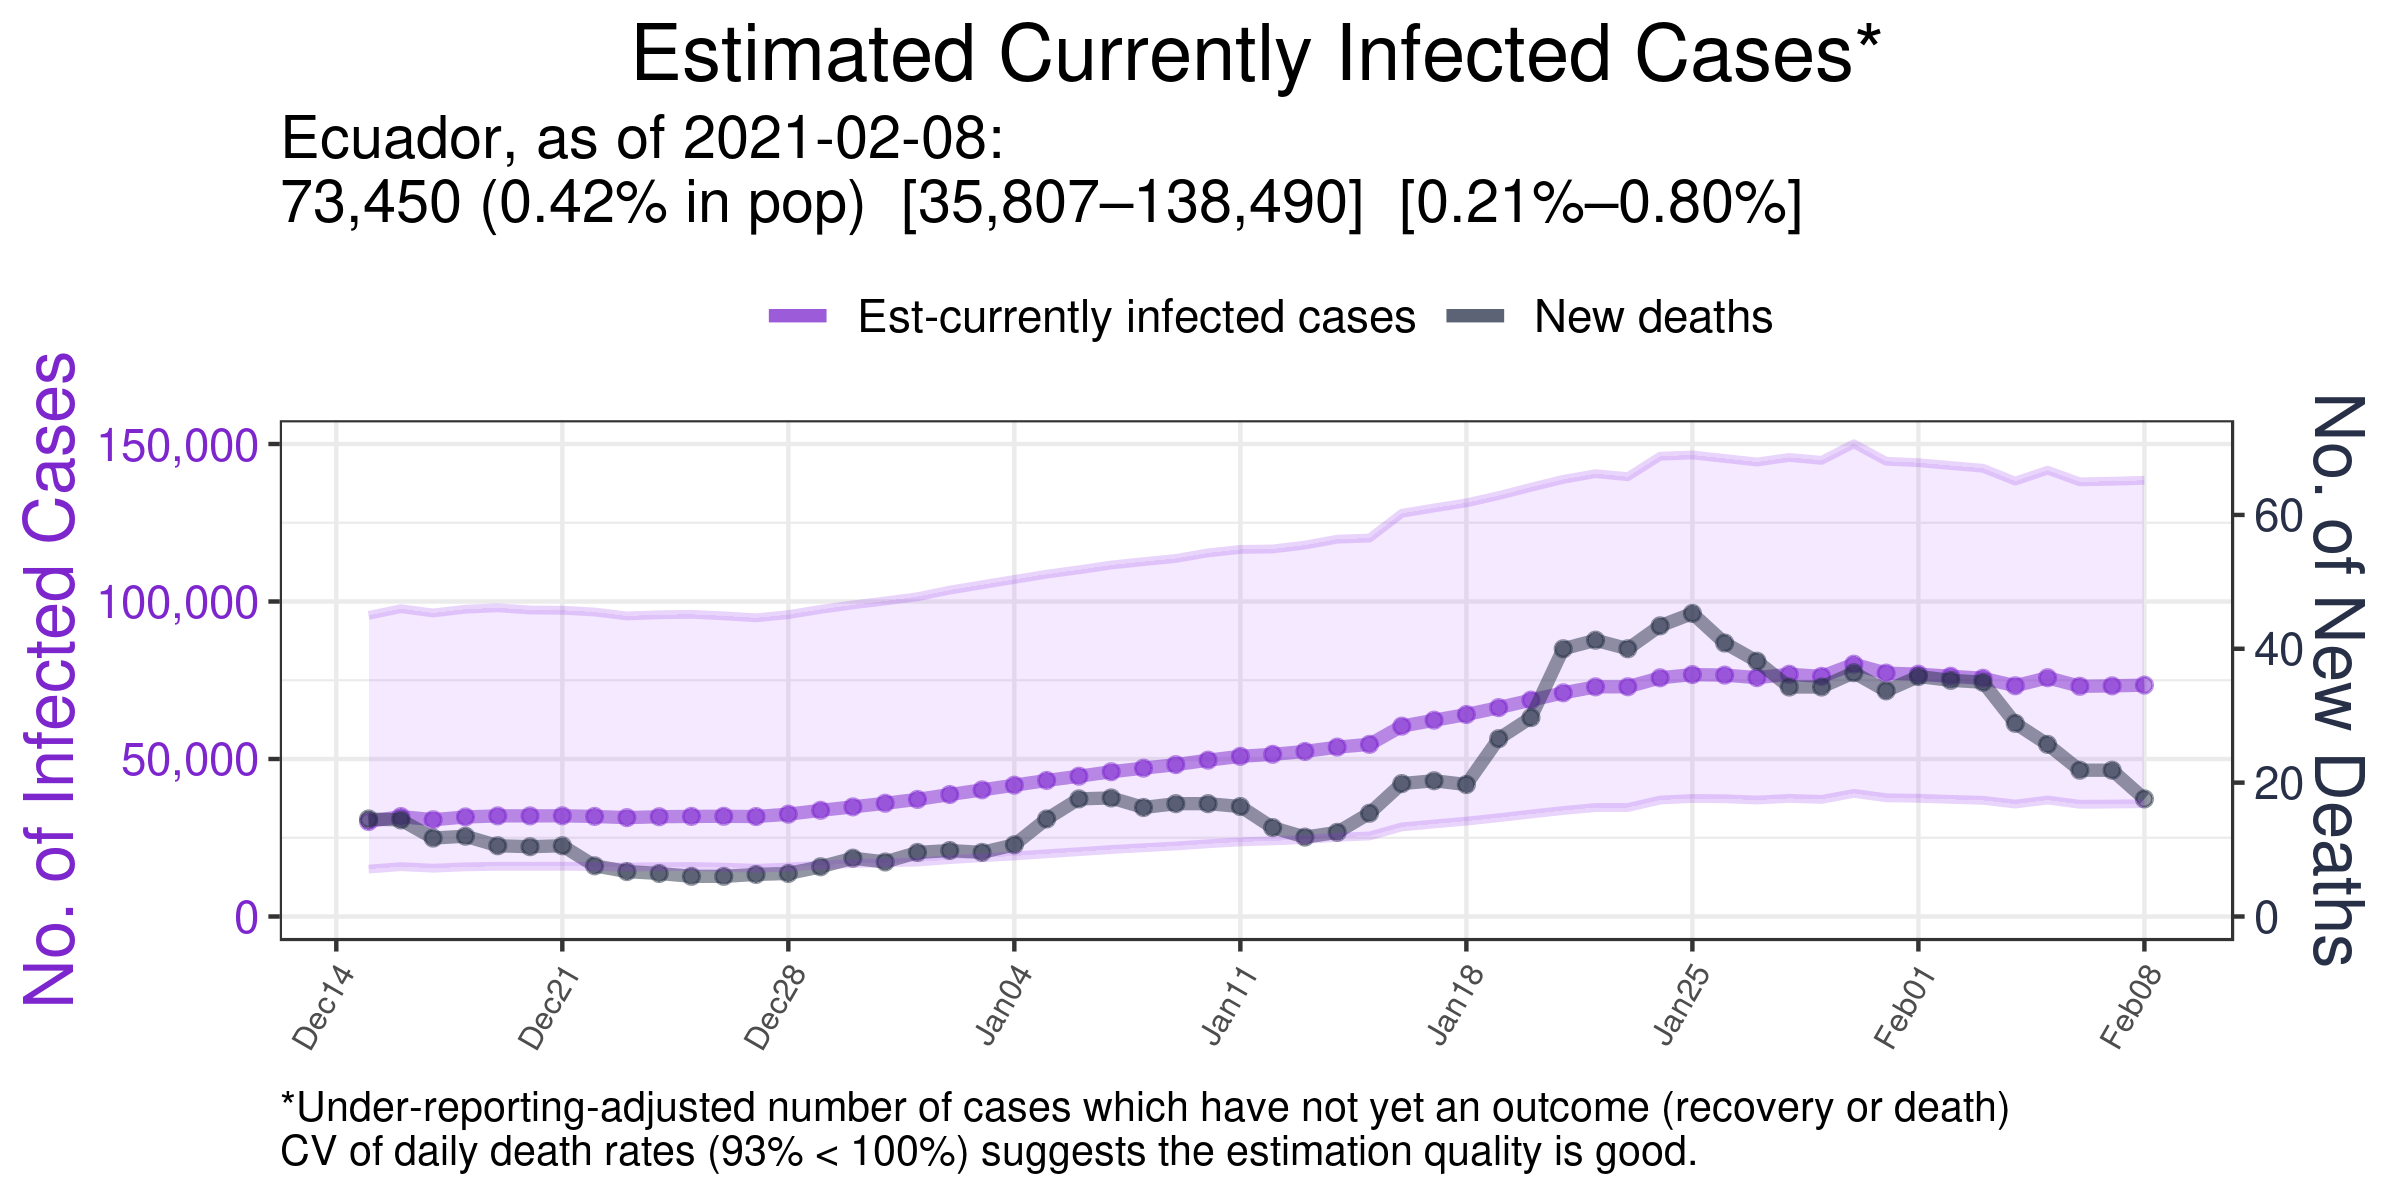 Estimated Currently Infected Cases*
Ecuador, as of 2021-02-08:
73,450 (0.42% in pop)  [35,807–138,490]  [0.21%–0.80%]
Est-currently infected cases
New deaths
No. of Infected Cases
150,000
100,000
50,000
0
60
40
20
0
No. of New Deaths
Dec14
Dec21
Dec28
Jan04
Jan11
Jan18
Jan25
Feb01
Feb08
*Under-reporting-adjusted number of cases which have not yet an outcome (recovery or death)
CV of daily death rates (93% < 100%) suggests the estimation quality is good.